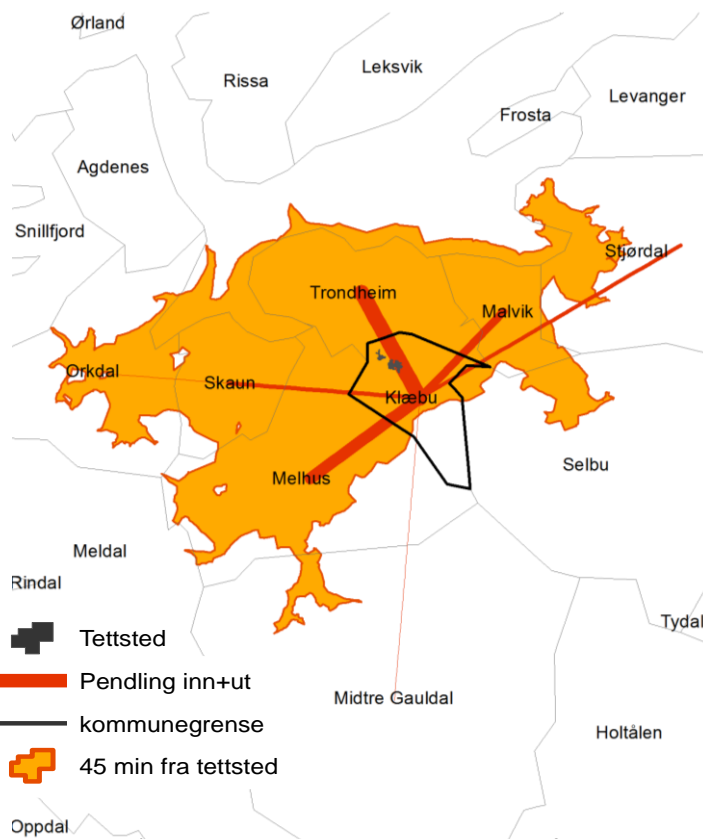 Ørland
Rissa
Leksvik
Levanger
Frosta
Agdenes
Snillfjord
Stjørdal
Trondheim
Malvik
Orkdal
Skaun
Klæbu
Selbu
Melhus
Meldal
Rindal
Tydal
Tettsted
Pendling inn+ut
Midtre Gauldal
kommunegrense
Holtålen
45 min fra tettsted
Oppdal